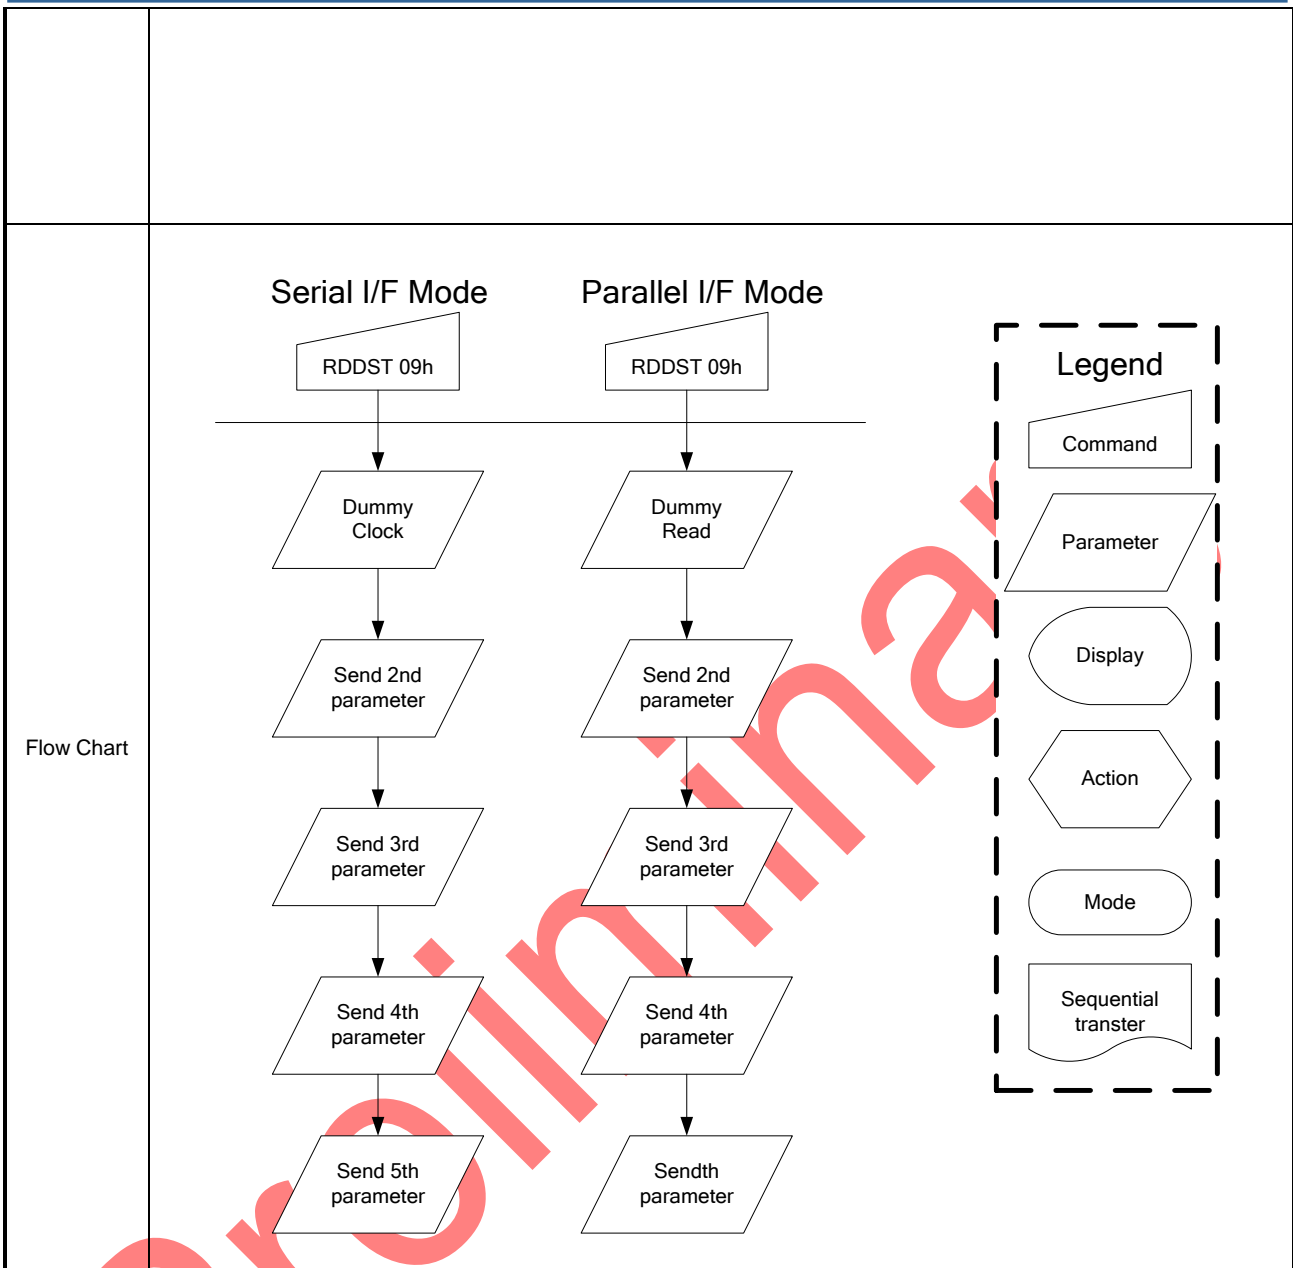 Flow Chart
Serial I/F Mode
RDDST 09h
Dummy
Clock
Send 2nd
parameter
Send 3rd
parameter
Send 4th
parameter
Send 5th
parameter
Parallel I/F Mode
RDDST 09h
Dummy
Read
Send 2nd
parameter
Send 3rd
parameter
Send 4th
parameter
Sendth
parameter
Legend
Command
Parameter
Display
Action
Mode
Sequential
transter